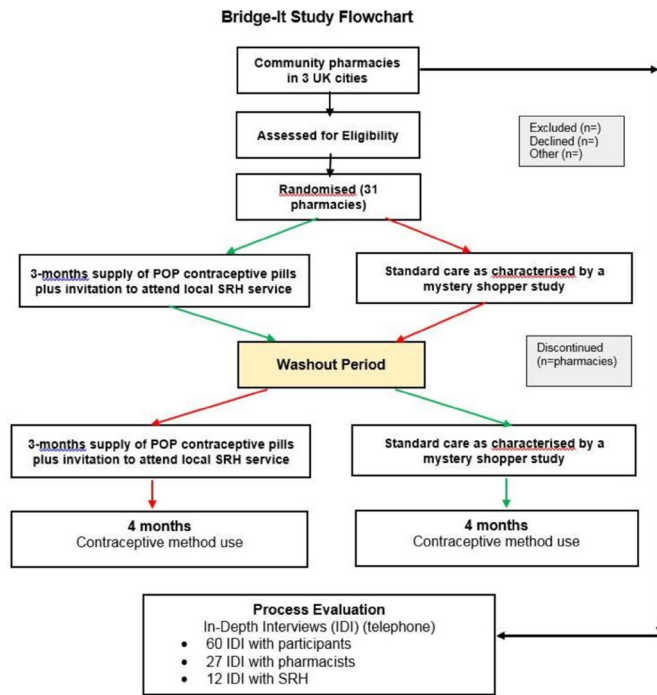 Bridge-It Study Flowchart
Community pharmacies
in 3 UK cities
Assessed for Eligibility
Excluded (n=)
Declined (n=)
Other (n=)
Randomised (31
pharmacies)
3-months supply of POP contraceptive pills
plus invitation to attend local SRH service
Standard care as characterised by a
mystery shopper study
Washout Period
Discontinued
(n=pharmacies)
3-months supply of POP contraceptive pills
plus invitation to attend local SRH service
Standard care as characterised by a
mystery shopper study
4 months
Contraceptive method use
4 months
Contraceptive method use
Process Evaluation
In-Depth Interviews (IDI) (telephone)
• 60 IDI with participants
• 27 IDI with pharmacists
• 12 IDI with SRH